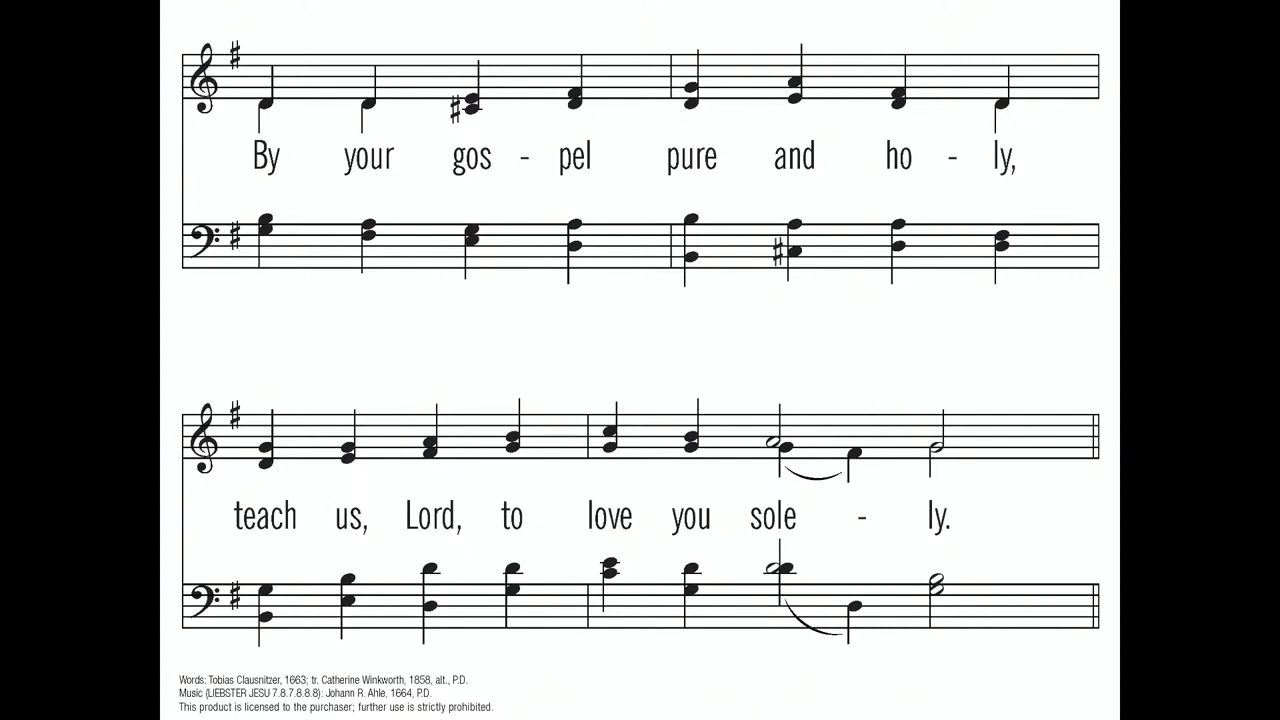 By your gos - pel pure and ho - ly,
teach us, Lord, to love you sole - ly.
Words: Tobias Clausnitzer, 1663; tr. Catherine Winkworth, 1858, alt., P.D.
Music (LIEBSTER JESU 7.8.7.8.8.8): Johann R. Ahle, 1664, P.D.
This product is licensed to the purchaser; further use is strictly prohibited.